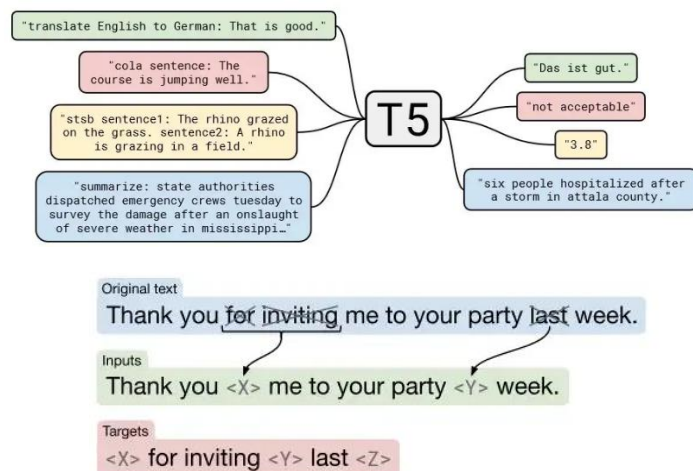 "translate English to German: That is good."
"cola sentence: The
course is jumping well."
"stsb sentence1: The rhino grazed
on the grass. sentence2: A rhino
is grazing in a field."
"summarize: state authorities
dispatched emergency crews tuesday to
survey the damage after an onslaught
of severe weather in mississippi…"
T5
"Das ist gut."
"not acceptable"
"3.8"
"six people hospitalized after
a storm in attala county."
Original text
Thank you for inviting me to your party last week.
Inputs
Thank you <X> me to your party <Y> week.
Targets
<X> for inviting <Y> last <Z>